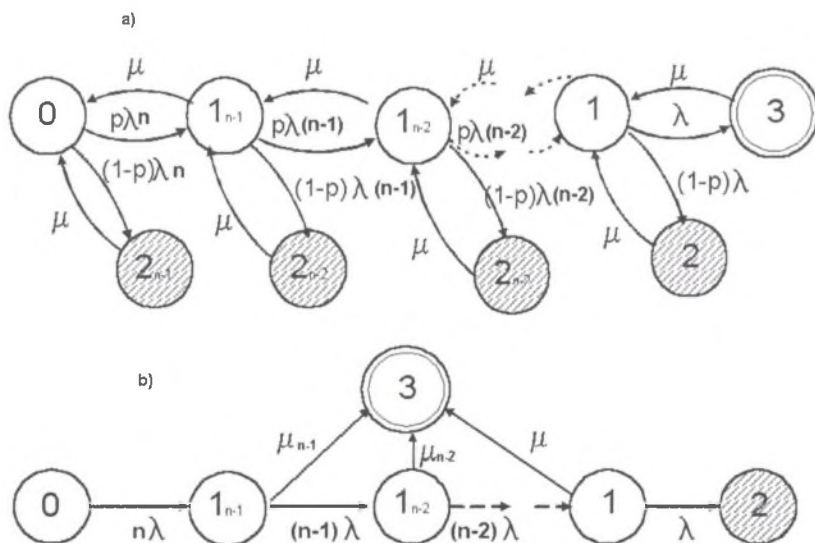 a)
μ μ μ μ
0 pλn 1n-1 pλ(n-1) 1n-2 pλ(n-2) 1 λ 3
(1-p)λn (1-p)λ(n-1) (1-p)λ(n-2) (1-p)λ
μ μ μ μ
2n-1 2n-2 2n-2 2
b)
3
μn-1 μn-2 μ
0 1n-1 1n-2 1 2
nλ (n-1)λ (n-2)λ λ